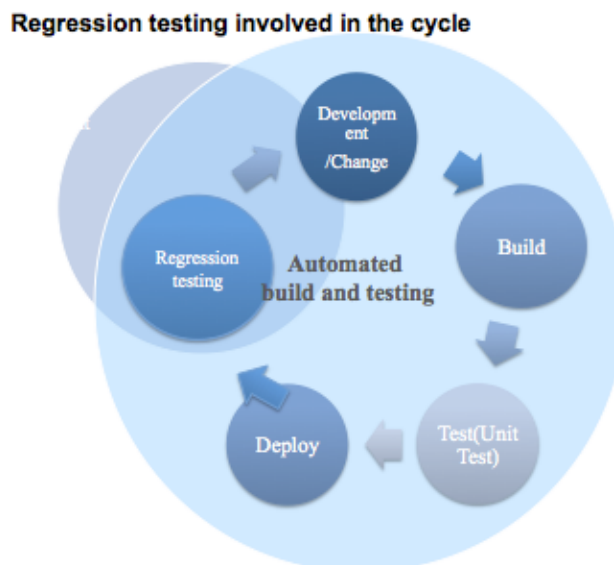 Regression testing involved in the cycle
Developm
ent
/Change
Build
Regression
testing
Automated
build and testing
Deploy
Test(Unit
Test)